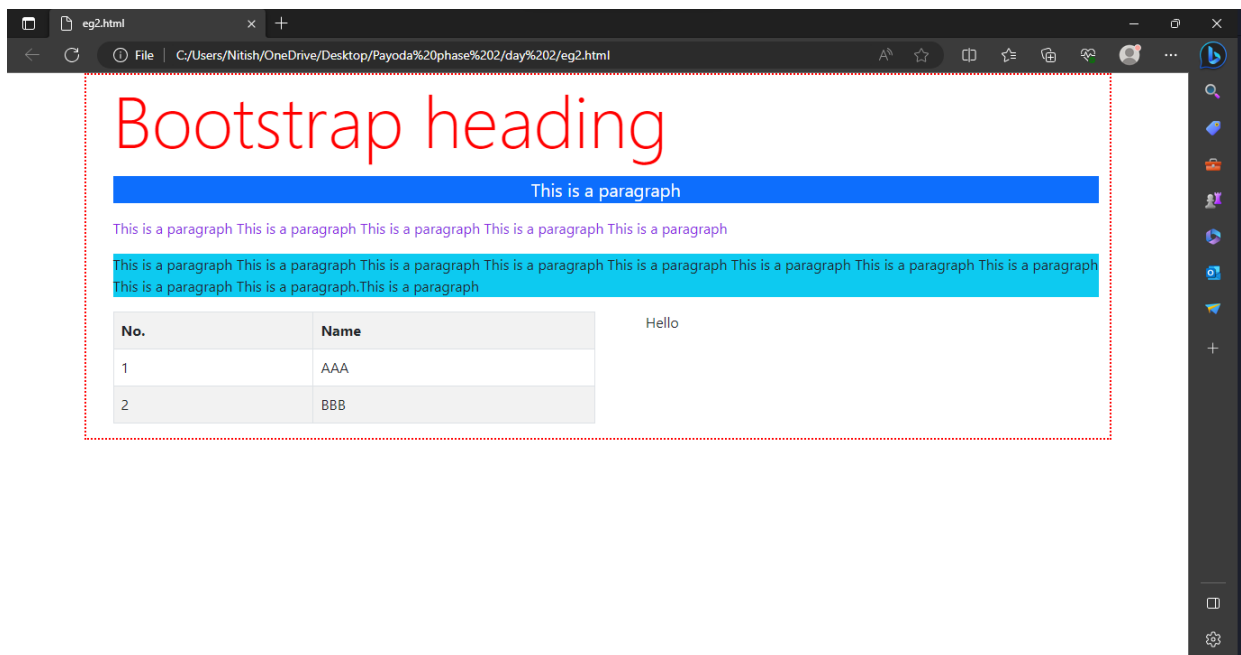 eg2.html
File C:/Users/Nitish/OneDrive/Desktop/Payoda%20phase%202/day%202/eg2.html
Bootstrap heading
This is a paragraph
This is a paragraph This is a paragraph This is a paragraph This is a paragraph This is a paragraph
This is a paragraph This is a paragraph This is a paragraph This is a paragraph This is a paragraph This is a paragraph This is a paragraph This is a paragraph
This is a paragraph This is a paragraph.This is a paragraph
No. Name
1 AAA
2 BBB
Hello